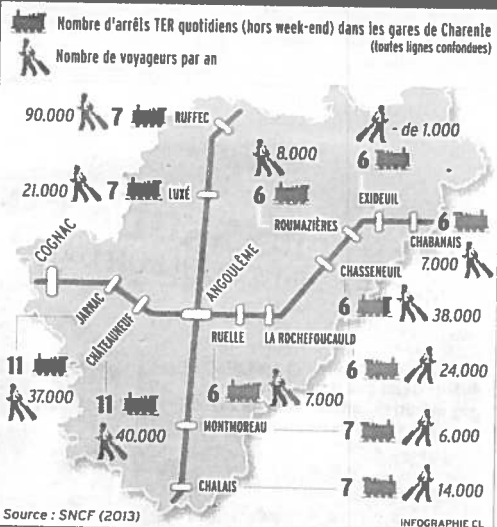 Nombre d'arrêts TER quotidiens (hors week-end) dans les gares de Charente
(toutes lignes confondues)
Nombre de voyageurs par an
90.000 7 RUFFEC
- de 1.000
8.000
6
21.000 7 LUXÉ
6
EXIDEUIL
ROUMAZIÈRES
6
CHABANAIS
7.000
COGNAC
ANGOULÊME
CHASSENEUIL
JARNAC
CHÂTEAUNEUF
6 38.000
RUELLE LA ROCHEFOUCAULD
11
37.000
11
40.000
6 7.000
6 24.000
MONTMOREAU 7 6.000
CHALAIS 7 14.000
Source : SNCF (2013)
INFOGRAPHIE CL